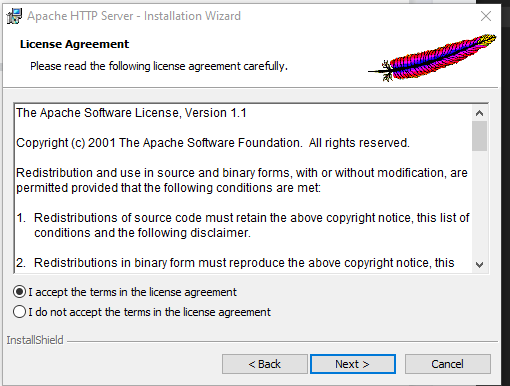 Apache HTTP Server - Installation Wizard
License Agreement
Please read the following license agreement carefully.
The Apache Software License, Version 1.1
Copyright (c) 2001 The Apache Software Foundation. All rights reserved.
Redistribution and use in source and binary forms, with or without modification, are
permitted provided that the following conditions are met:
1. Redistributions of source code must retain the above copyright notice, this list of
conditions and the following disclaimer.
2. Redistributions in binary form must reproduce the above copyright notice, this
I accept the terms in the license agreement
I do not accept the terms in the license agreement
InstallShield
< Back
Next >
Cancel